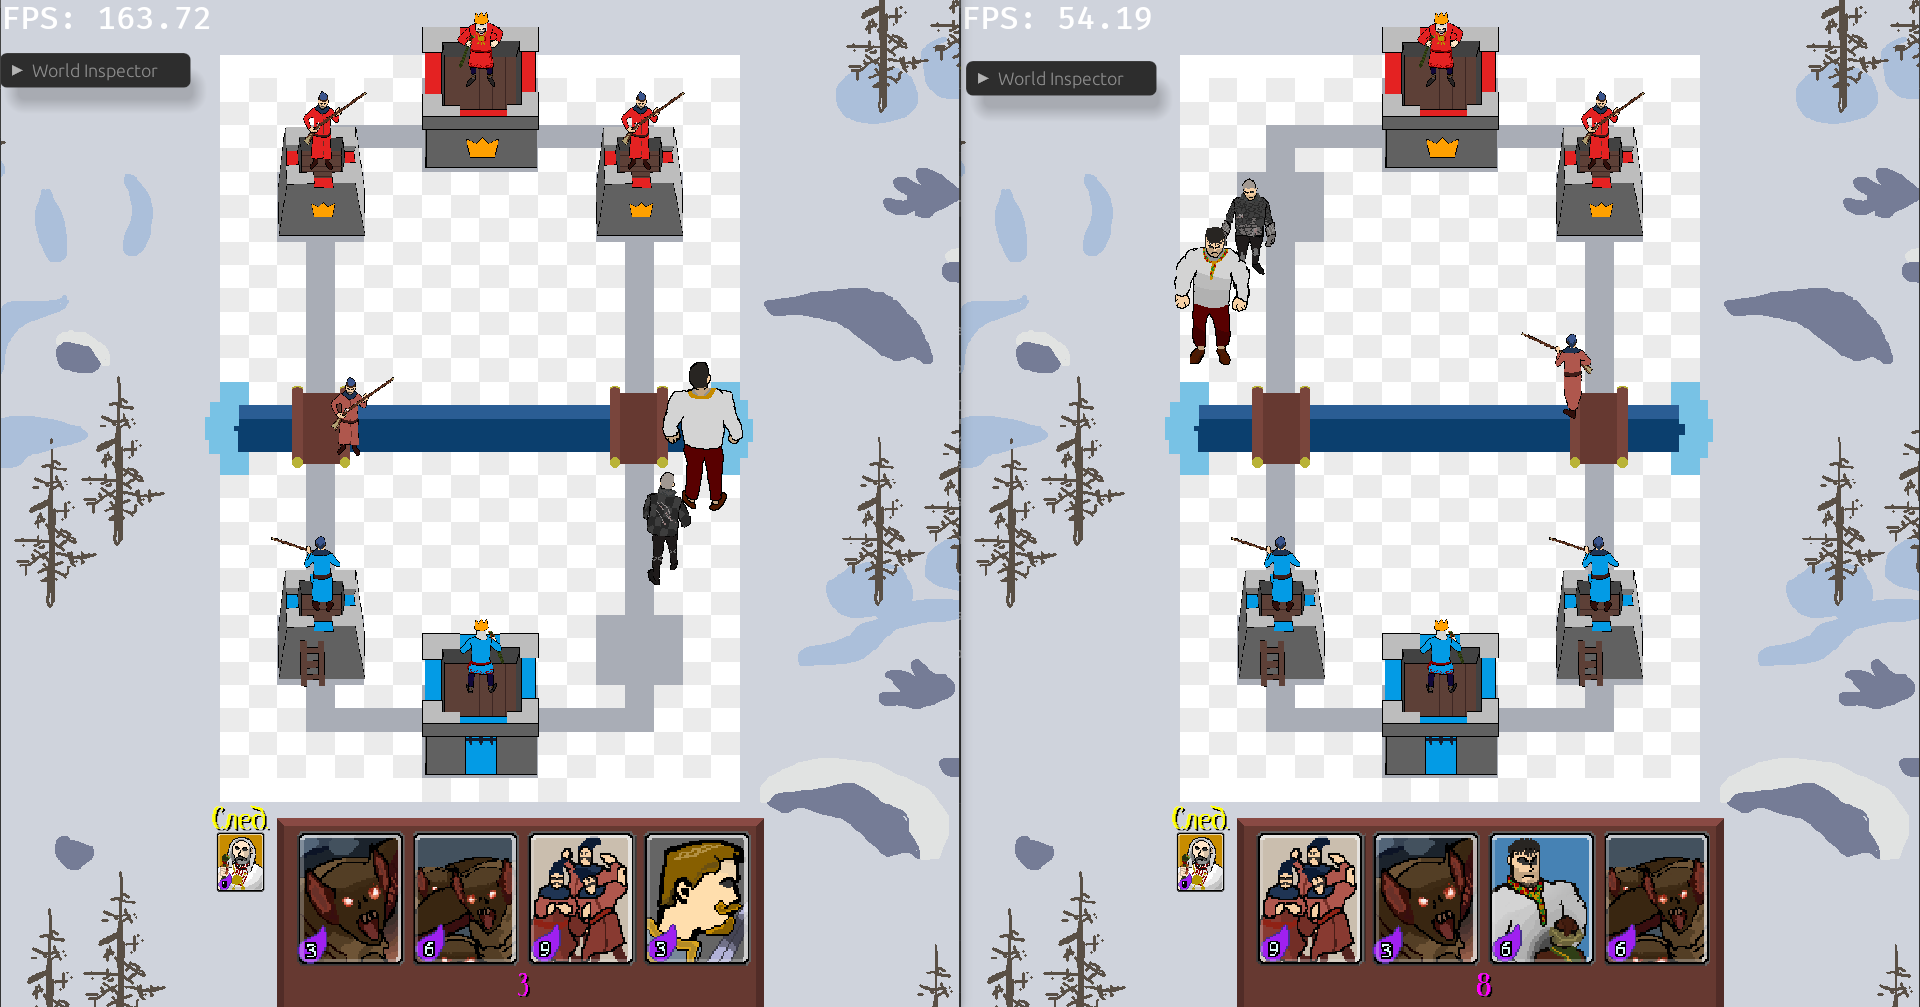 FPS: 163.72
World Inspector
След.
3
6
9
3
3
FPS: 54.19
World Inspector
След.
9
3
6
6
8